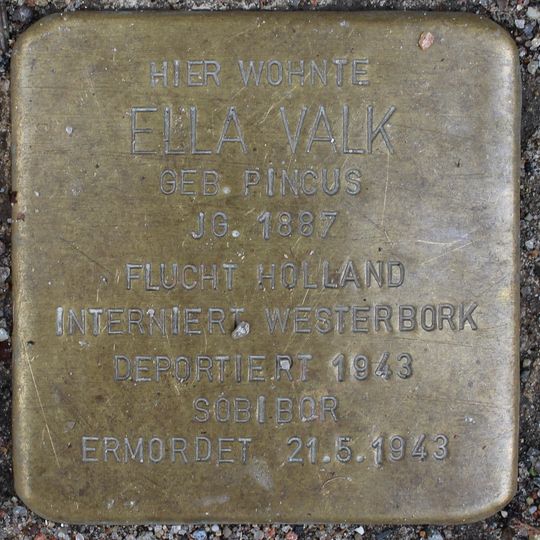 HIER WOHNTE
ELLA VALK
GEB. PINCUS
JG. 1887
FLUCHT HOLLAND
INTERNIERT WESTERBORK
DEPORTIERT 1943
SOBIBOR
ERMORDET 21.5.1943